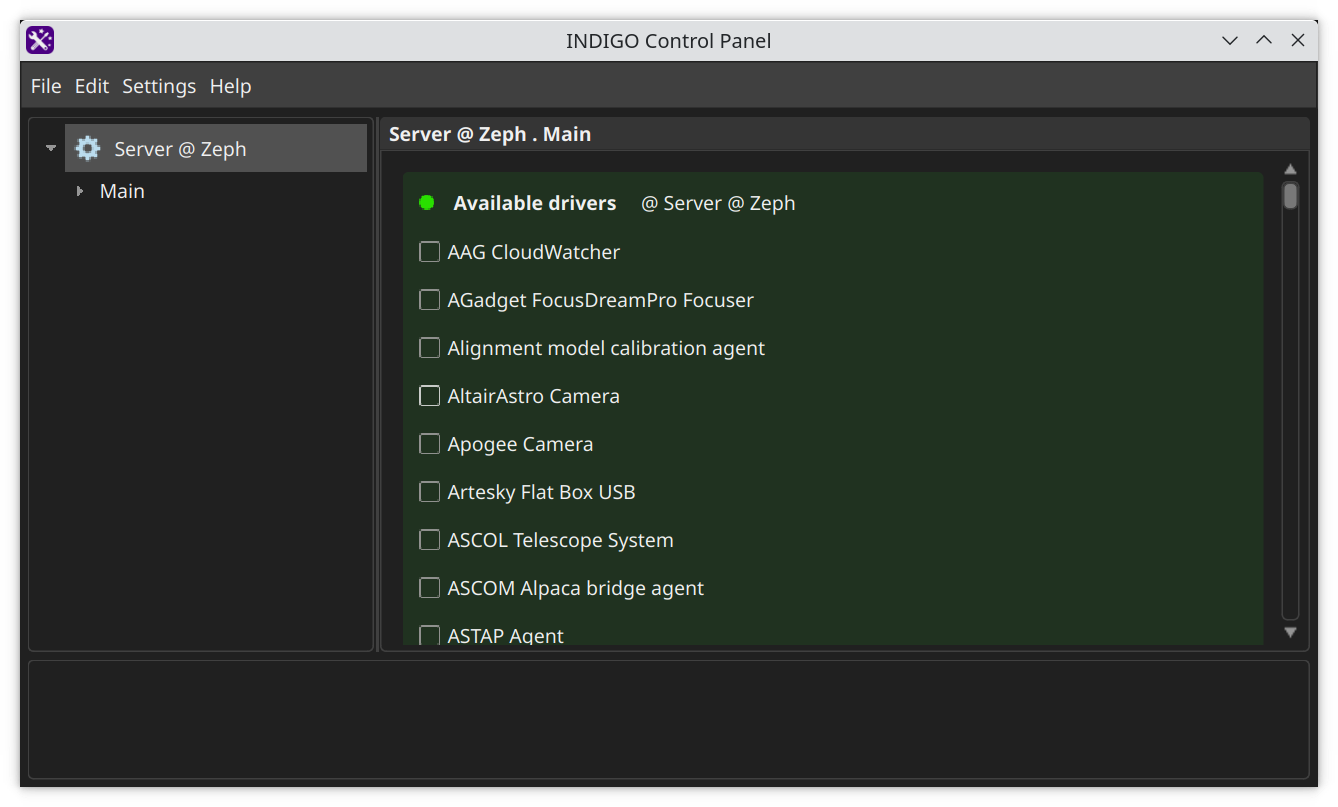 INDIGO Control Panel
File Edit Settings Help
Server @ Zeph
Main
Server @ Zeph . Main
Available drivers @ Server @ Zeph
AAG CloudWatcher
AGadget FocusDreamPro Focuser
Alignment model calibration agent
AltairAstro Camera
Apogee Camera
Artesky Flat Box USB
ASCOL Telescope System
ASCOM Alpaca bridge agent
ASTAP Agent